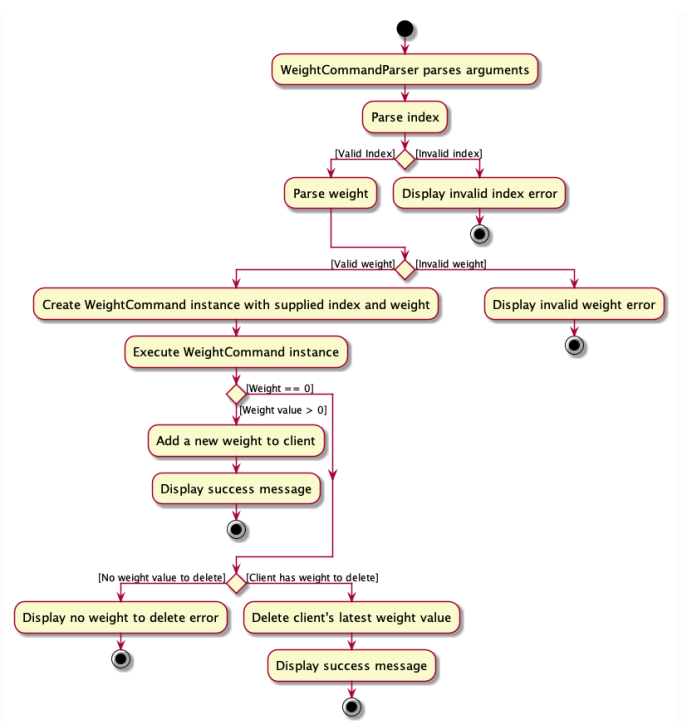 WeightCommandParser parses arguments
Parse index
[Valid Index]
[Invalid index]
Parse weight
Display invalid index error
[Valid weight]
[Invalid weight]
Create WeightCommand instance with supplied index and weight
Display invalid weight error
Execute WeightCommand instance
[Weight == 0]
[Weight value > 0]
Add a new weight to client
Display success message
[No weight value to delete]
[Client has weight to delete]
Display no weight to delete error
Delete client's latest weight value
Display success message